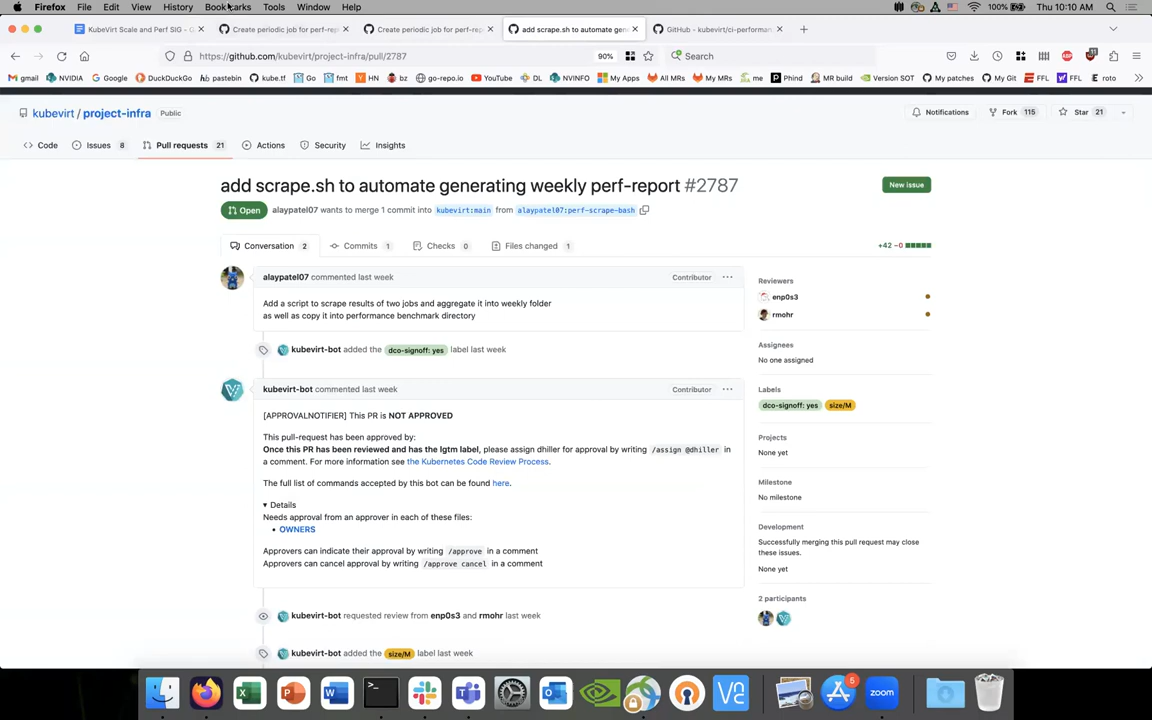 Firefox File Edit View History Bookmarks Tools Window Help 100% Thu 10:10 AM
KubeVirt Scale and Perf SIG - G
Create periodic job for perf-rep
Create periodic job for perf-rep
add scrape.sh to automate gene
GitHub - kubevirt/ci-performan
https://github.com/kubevirt/project-infra/pull/2787 90% Search
gmail NVIDIA Google DuckDuckGo pastebin kube.tf Go fmt HN bz go-repo.io YouTube DL NVINFO My Apps All MRs My MRs me Phind MR build Version SOT My patches My Git FFL FFL roto
kubevirt / project-infra Public Notifications Fork 115 Star 21
Code Issues 8 Pull requests 21 Actions Security Insights
add scrape.sh to automate generating weekly perf-report #2787 New issue
Open alaypatel07 wants to merge 1 commit into kubevirt:main from alaypatel07:perf-scrape-bash
Conversation 2 Commits 1 Checks 0 Files changed 1 +42 −0
alaypatel07 commented last week Contributor
Add a script to scrape results of two jobs and aggregate it into weekly folder
as well as copy it into performance benchmark directory
kubevirt-bot added the dco-signoff: yes label last week
kubevirt-bot commented last week Contributor
[APPROVALNOTIFIER] This PR is NOT APPROVED
This pull-request has been approved by:
Once this PR has been reviewed and has the lgtm label, please assign dhiller for approval by writing /assign @dhiller in
a comment. For more information see the Kubernetes Code Review Process.
The full list of commands accepted by this bot can be found here.
Details
Needs approval from an approver in each of these files:
• OWNERS
Approvers can indicate their approval by writing /approve in a comment
Approvers can cancel approval by writing /approve cancel in a comment
kubevirt-bot requested review from enp0s3 and rmohr last week
kubevirt-bot added the size/M label last week
Reviewers
enp0s3
rmohr
Assignees
No one assigned
Labels
dco-signoff: yes size/M
Projects
None yet
Milestone
No milestone
Development
Successfully merging this pull request may close
these issues.
None yet
2 participants
zoom